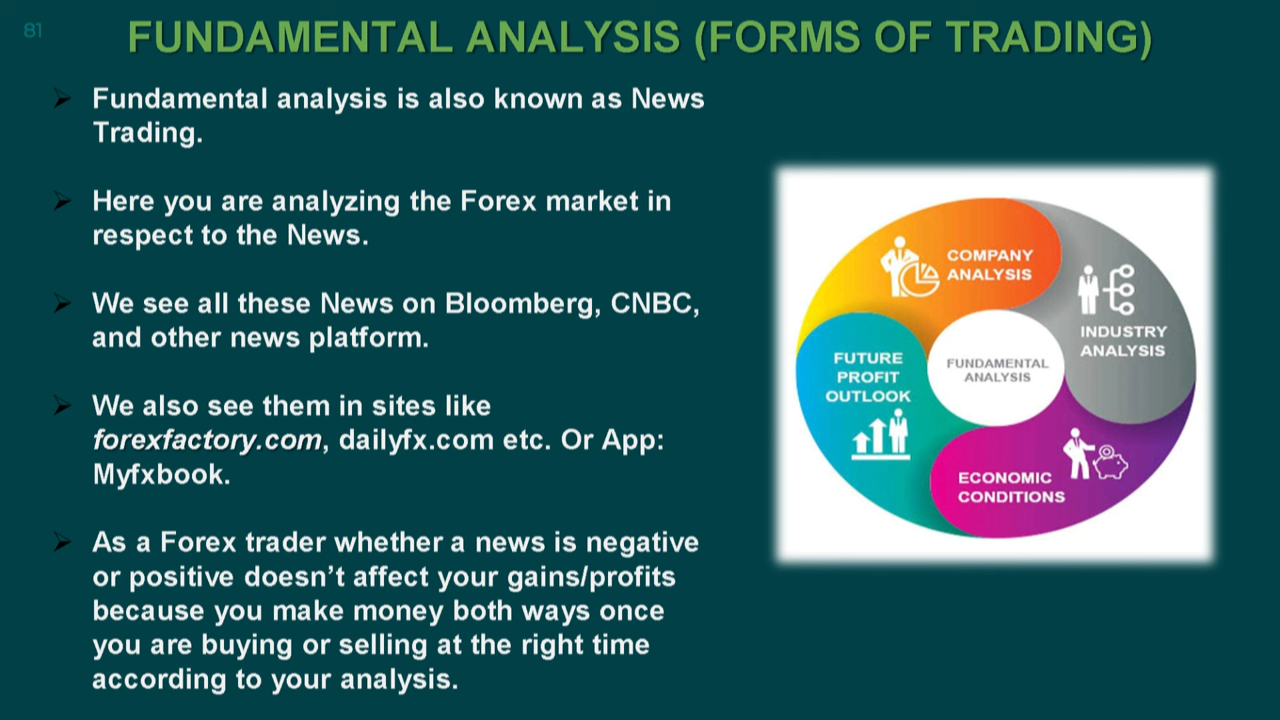 81
FUNDAMENTAL ANALYSIS (FORMS OF TRADING)
Fundamental analysis is also known as News
Trading.
Here you are analyzing the Forex market in
respect to the News.
We see all these News on Bloomberg, CNBC,
and other news platform.
We also see them in sites like
forexfactory.com, dailyfx.com etc. Or App:
Myfxbook.
As a Forex trader whether a news is negative
or positive doesn’t affect your gains/profits
because you make money both ways once
you are buying or selling at the right time
according to your analysis.
COMPANY
ANALYSIS
INDUSTRY
ANALYSIS
FUTURE
PROFIT
OUTLOOK
FUNDAMENTAL
ANALYSIS
ECONOMIC
CONDITIONS